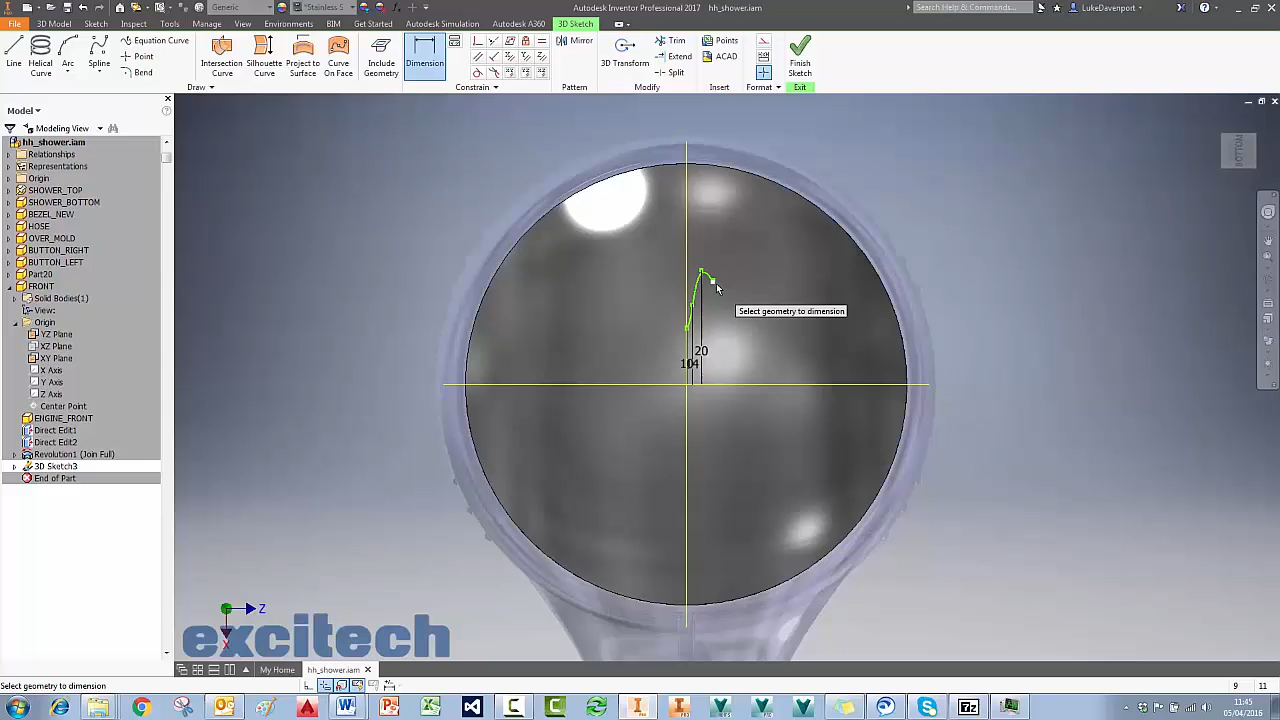 Generic
*Stainless S
Autodesk Inventor Professional 2017 hh_shower.iam
Search Help & Commands...
LukeDavenport
File 3D Model Sketch Inspect Tools Manage View Environments BIM Get Started Autodesk Simulation Autodesk A360 3D Sketch
Line
Helical Curve
Arc
Spline
Equation Curve
Point
Bend
Intersection Curve
Silhouette Curve
Project to Surface
Curve On Face
Include Geometry
Dimension
Mirror
3D Transform
Trim
Extend
Split
Points
ACAD
Finish Sketch
Draw
Constrain
Pattern
Modify
Insert
Format
Exit
Model
Modeling View
hh_shower.iam
Relationships
Representations
Origin
SHOWER_TOP
SHOWER_BOTTOM
BEZEL_NEW
HOSE
OVER_MOLD
BUTTON_RIGHT
BUTTON_LEFT
Part20
FRONT
Solid Bodies(1)
View:
Origin
YZ Plane
XZ Plane
XY Plane
X Axis
Y Axis
Z Axis
Center Point
ENGINE_FRONT
Direct Edit1
Direct Edit2
Revolution1 (Join Full)
3D Sketch3
End of Part
BOTTOM
Select geometry to dimension
20
Z
X
excitech
My Home
hh_shower.iam
Select geometry to dimension
9 11
11:45
05/04/2016